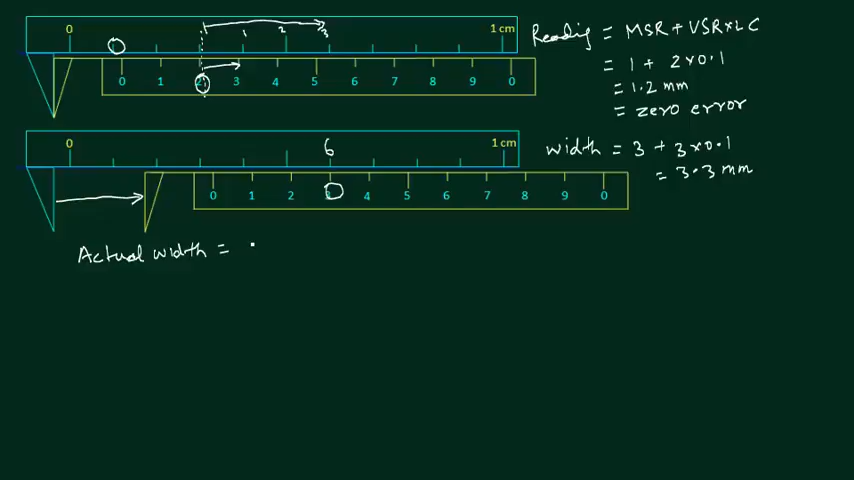 0 1 2 3 1 cm
0 1 2 3 4 5 6 7 8 9 0
Reading = MSR + VSR×LC
= 1 + 2×0.1
= 1.2 mm
= zero error
0 6 1 cm
0 1 2 3 4 5 6 7 8 9 0
width = 3 + 3×0.1
= 3.3 mm
Actual width =